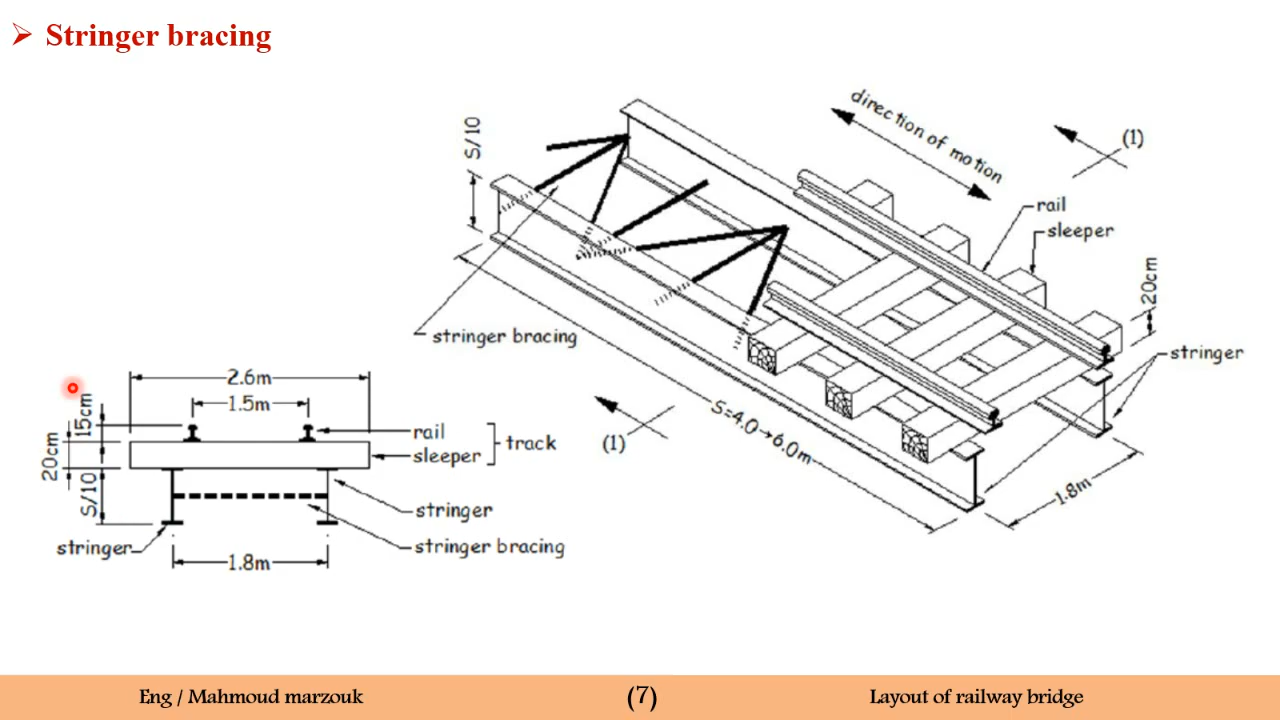 ➢ Stringer bracing
direction of motion
(1)
S/10
rail
sleeper
20cm
stringer bracing
stringer
S=4.0→6.0m
(1)
1.8m
2.6m
1.5m
15cm
20cm
S/10
rail
sleeper
track
stringer
stringer
stringer bracing
1.8m
Eng / Mahmoud marzouk
(7)
Layout of railway bridge